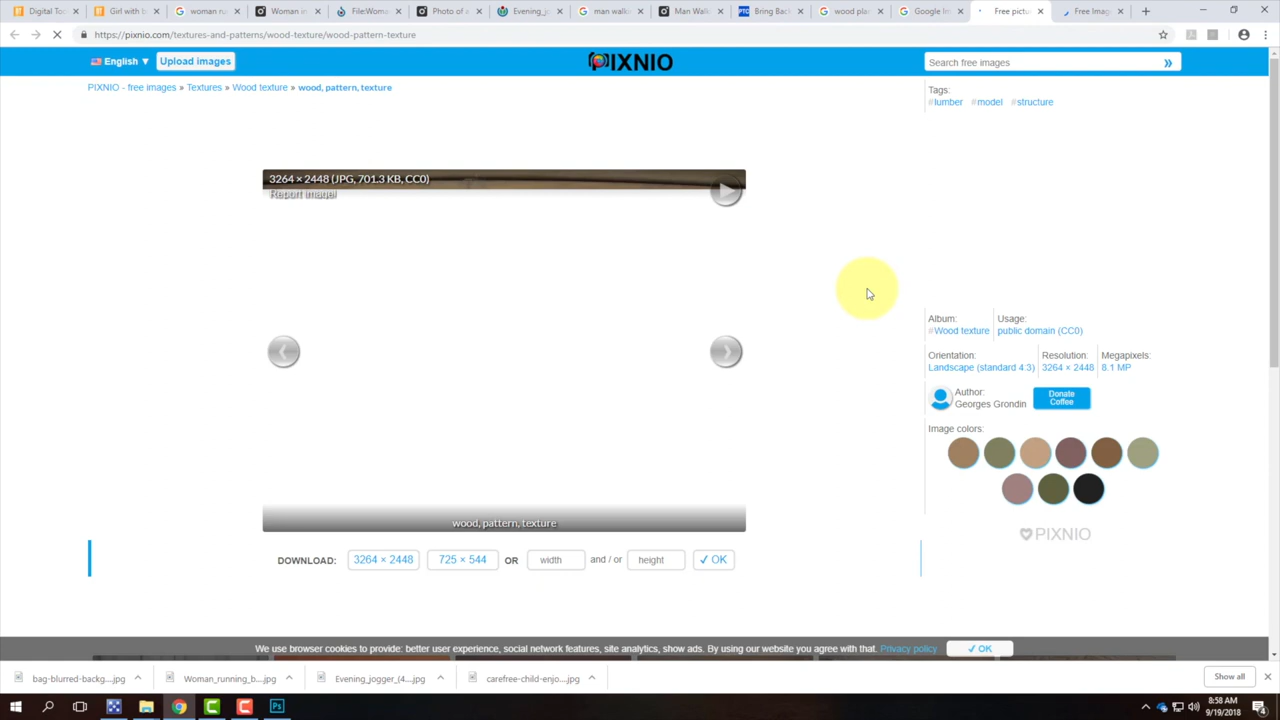 Digital Too
Girl with b
woman run
Woman in
File:Woma
Photo of a
Evening_jo
man walki
Man Walki
Bring Back
wood plan
Google Im
Free pictu
Free Imag
https://pixnio.com/textures-and-patterns/wood-texture/wood-pattern-texture
English ▼
Upload images
PIXNIO
Search free images »
PIXNIO - free images » Textures » Wood texture » wood, pattern, texture
Tags:
#lumber #model #structure
3264 × 2448 (JPG, 701.3 KB, CC0)
Report image!
Album:
#Wood texture
Usage:
public domain (CC0)
Orientation:
Landscape (standard 4:3)
Resolution:
3264 × 2448
Megapixels:
8.1 MP
Author:
Georges Grondin
Donate
Coffee
Image colors:
PIXNIO
wood, pattern, texture
DOWNLOAD: 3264 × 2448 725 × 544 OR width and / or height ✓ OK
We use browser cookies to provide: better user experience, social network features, site analytics, show ads. By using our website you agree with that. Privacy policy ✓ OK
bag-blurred-backg....jpg
Woman_running_b....jpg
Evening_jogger_(4....jpg
carefree-child-enjo....jpg
Show all
8:58 AM
9/19/2018
4